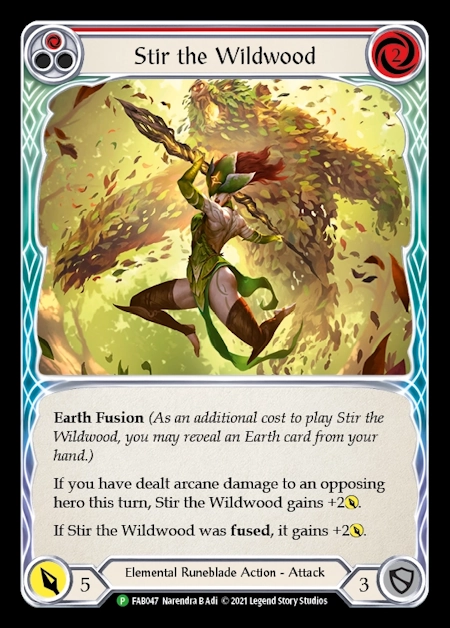 Stir the Wildwood
2
Earth Fusion (As an additional cost to play Stir the
Wildwood, you may reveal an Earth card from your
hand.)
If you have dealt arcane damage to an opposing
hero this turn, Stir the Wildwood gains +2.
If Stir the Wildwood was fused, it gains +2.
5
Elemental Runeblade Action - Attack
3
P FAB047 Narendra B Adi © 2021 Legend Story Studios